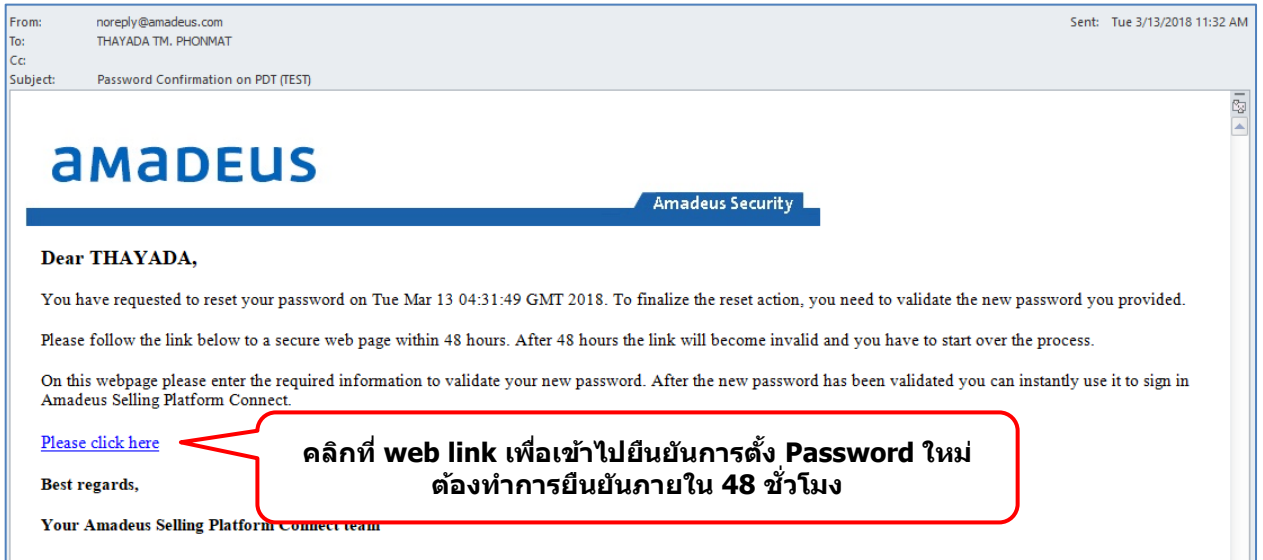 From: noreply@amadeus.com Sent: Tue 3/13/2018 11:32 AM
To: THAYADA TM. PHONMAT
Cc:
Subject: Password Confirmation on PDT (TEST)
amadeus
Amadeus Security
Dear THAYADA,
You have requested to reset your password on Tue Mar 13 04:31:49 GMT 2018. To finalize the reset action, you need to validate the new password you provided.
Please follow the link below to a secure web page within 48 hours. After 48 hours the link will become invalid and you have to start over the process.
On this webpage please enter the required information to validate your new password. After the new password has been validated you can instantly use it to sign in
Amadeus Selling Platform Connect.
Please click here
คลิกที่ web link เพื่อเข้าไปยืนยันการตั้ง Password ใหม่
ต้องทำการยืนยันภายใน 48 ชั่วโมง
Best regards,
Your Amadeus Selling Platform Connect team